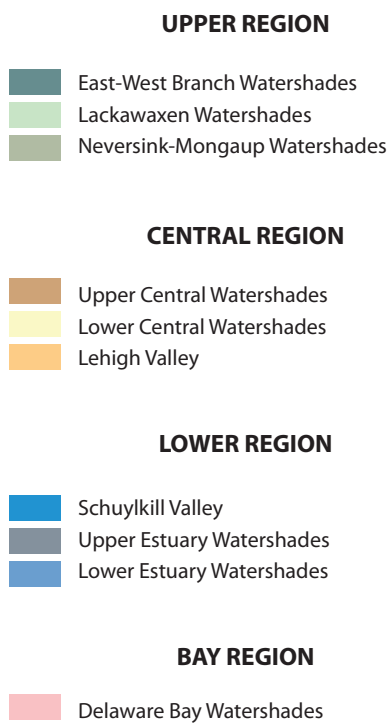 UPPER REGION
East-West Branch Watershades
Lackawaxen Watershades
Neversink-Mongaup Watershades
CENTRAL REGION
Upper Central Watershades
Lower Central Watershades
Lehigh Valley
LOWER REGION
Schuylkill Valley
Upper Estuary Watershades
Lower Estuary Watershades
BAY REGION
Delaware Bay Watershades